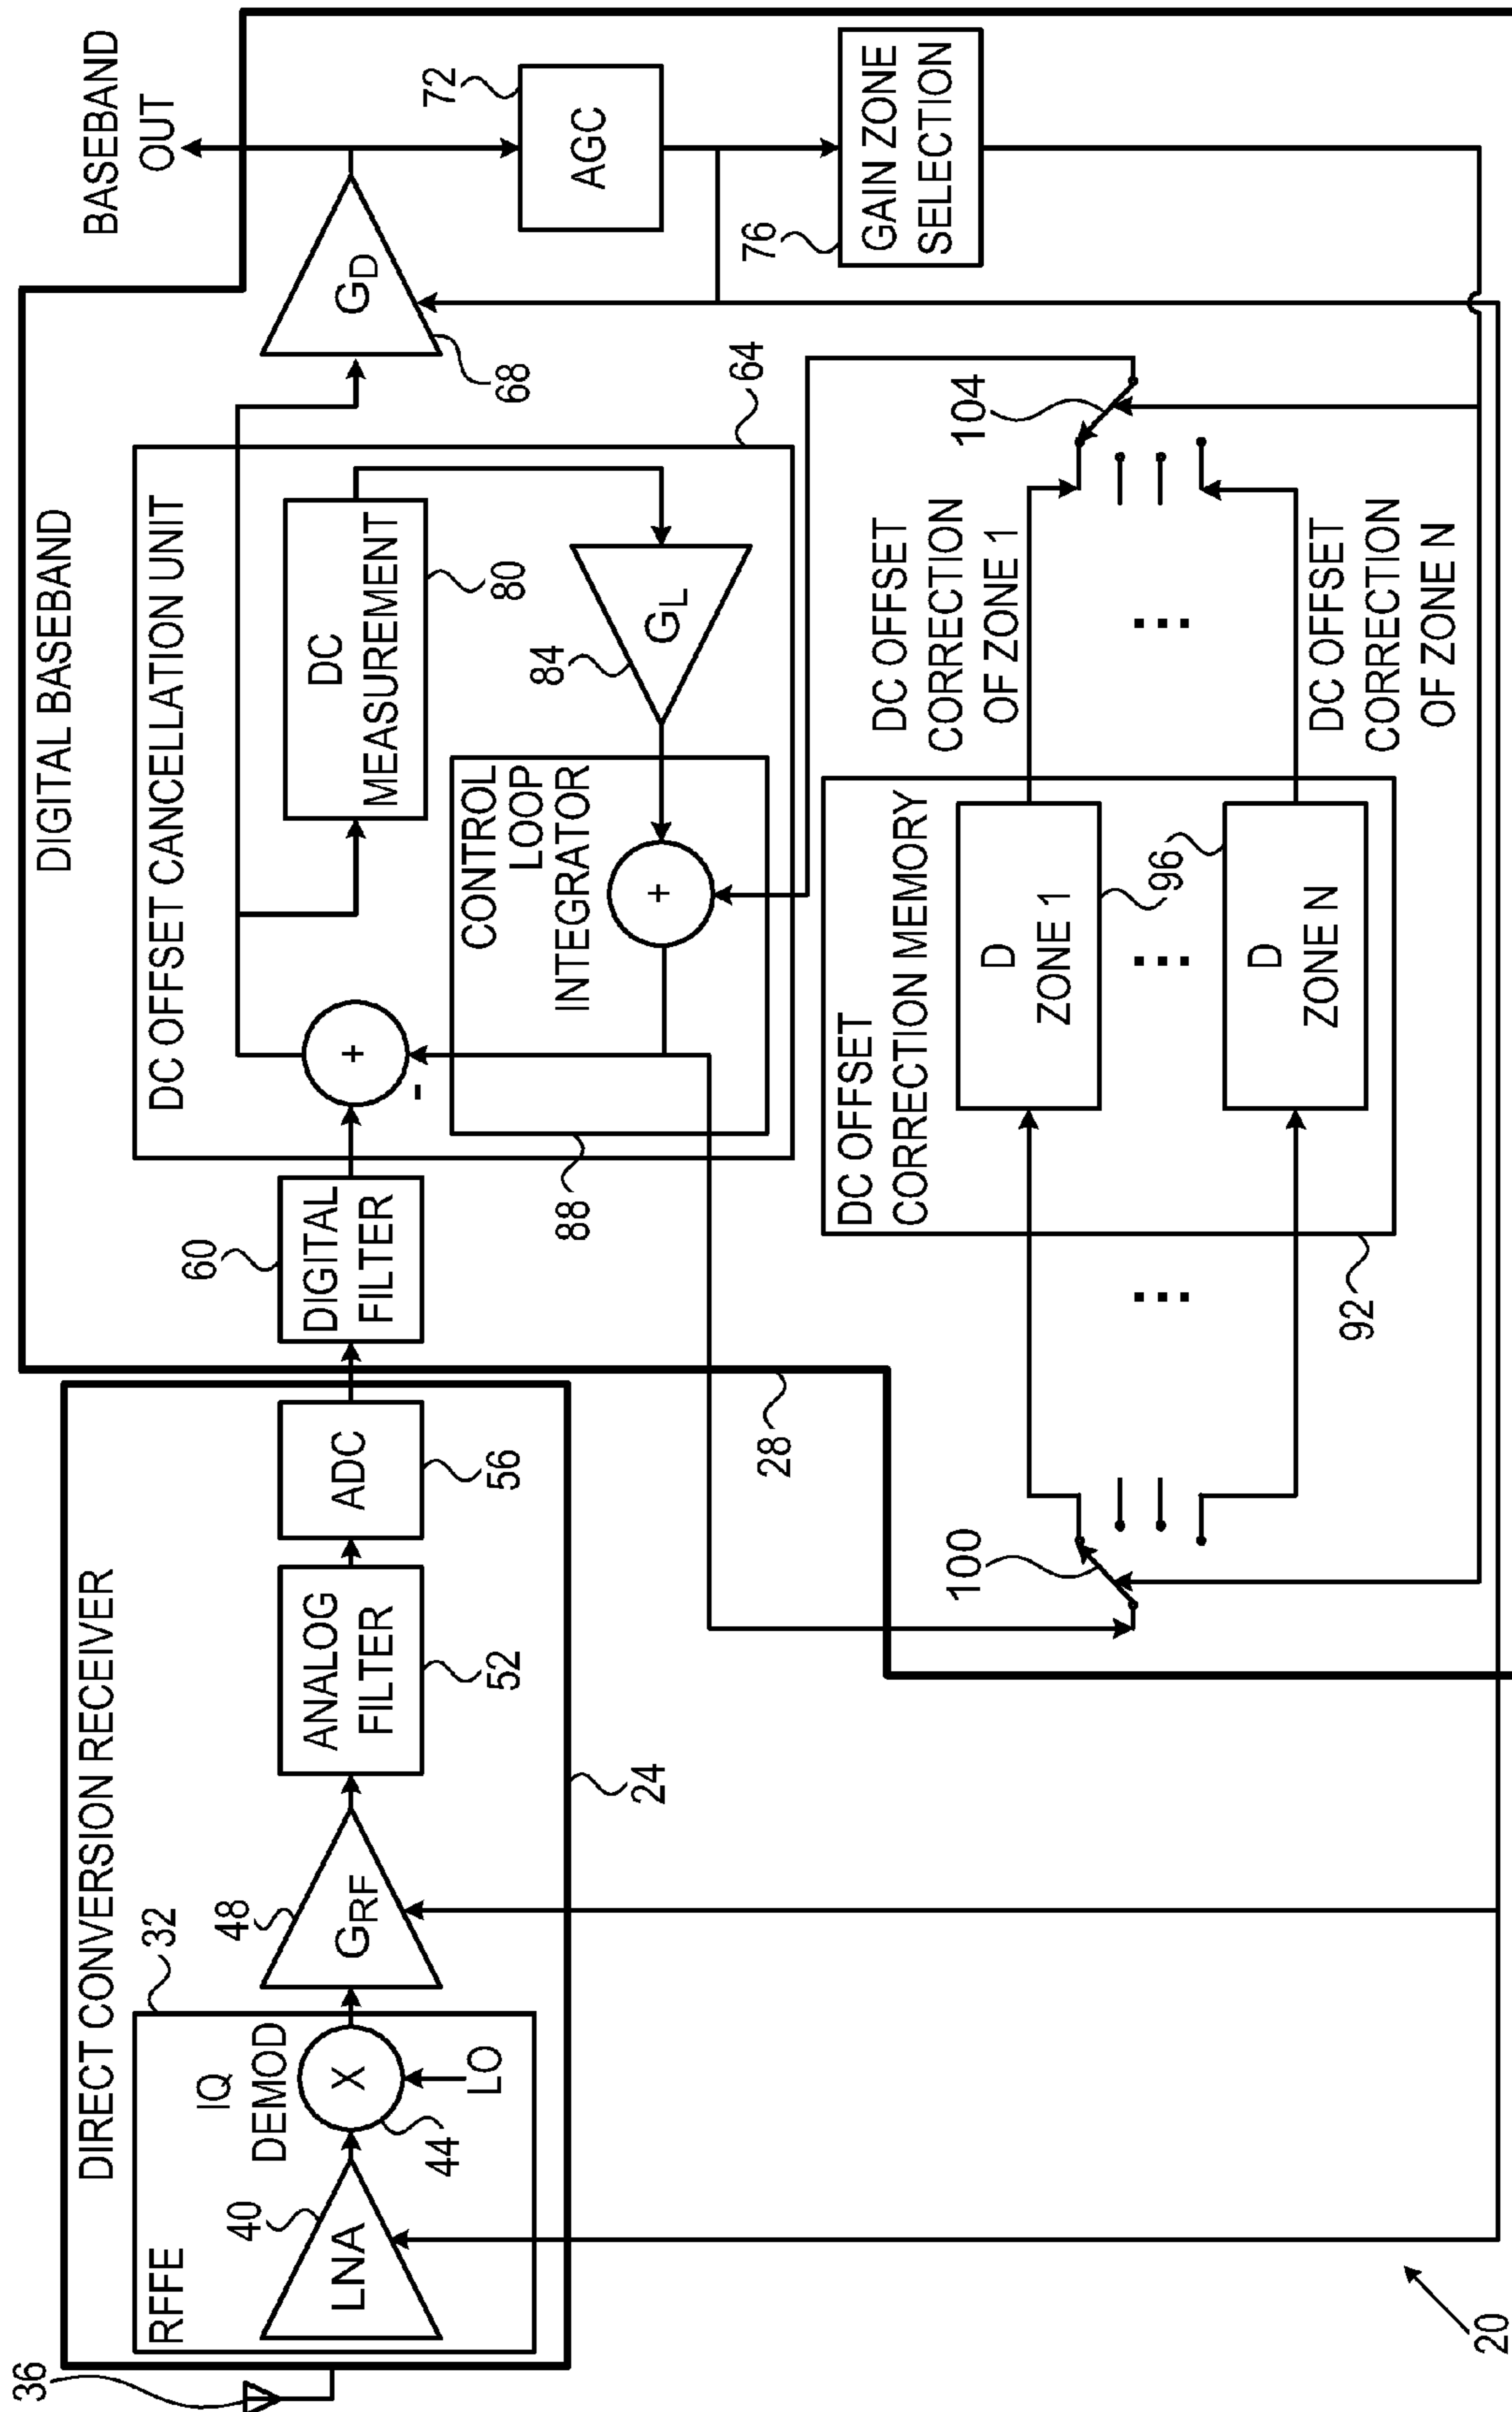 36
DIRECT CONVERSION RECEIVER
RFFE
32
40
LNA
IQ
DEMOD
X
44
LO
48
GRF
24
ANALOG
FILTER
52
ADC
56
28
DIGITAL BASEBAND
60
DIGITAL
FILTER
DC OFFSET CANCELLATION UNIT
64
+
-
DC
MEASUREMENT
80
84
GL
CONTROL
LOOP
INTEGRATOR
+
88
GD
68
BASEBAND
OUT
72
AGC
76
GAIN ZONE
SELECTION
100
...
DC OFFSET
CORRECTION MEMORY
92
D
ZONE 1
...
96
D
ZONE N
DC OFFSET
CORRECTION
OF ZONE 1
...
DC OFFSET
CORRECTION
OF ZONE N
104
20